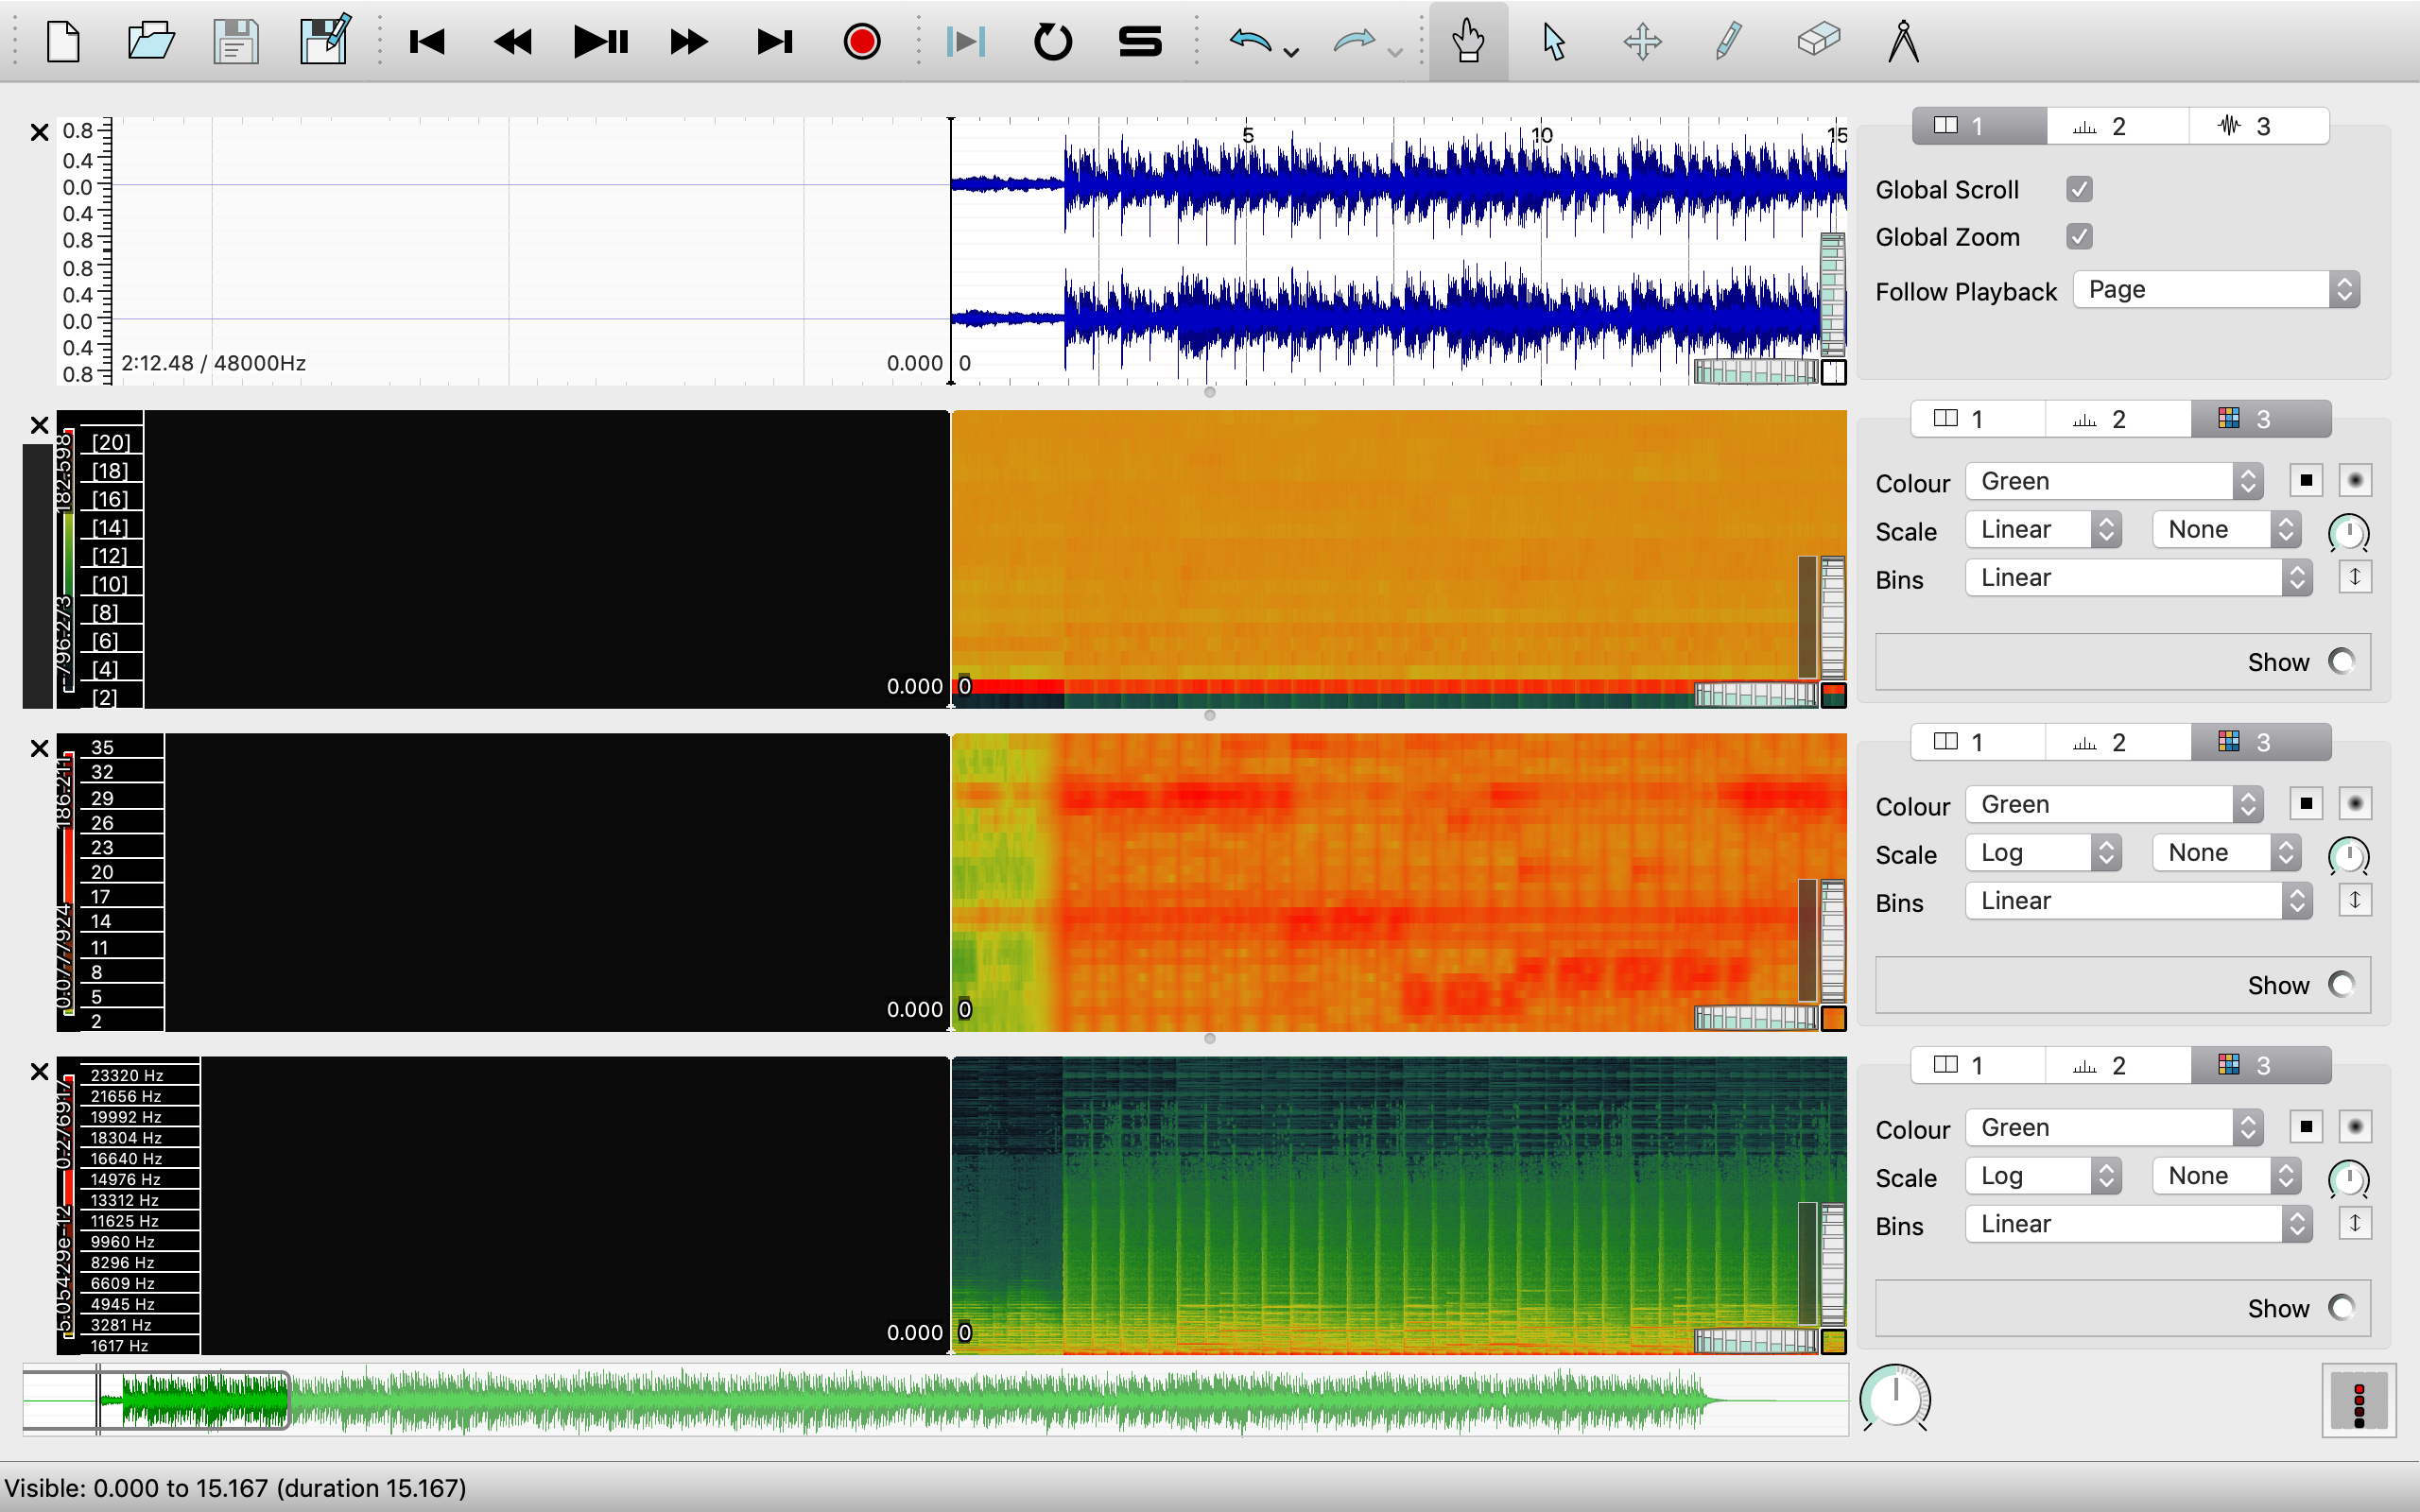 0.8
0.4
0.0
0.4
0.8
0.8
0.4
0.0
0.4
0.8
5
10
15
2:12.48 / 48000Hz
0.000
0
1
2
3
Global Scroll
Global Zoom
Follow Playback
Page
182.598
-796.273
[20]
[18]
[16]
[14]
[12]
[10]
[8]
[6]
[4]
[2]
0.000
0
1
2
3
Colour
Green
Scale
Linear
None
Bins
Linear
Show
186.211
0.0777924
35
32
29
26
23
20
17
14
11
8
5
2
0.000
0
1
2
3
Colour
Green
Scale
Log
None
Bins
Linear
Show
0.276917
5.05429e-12
23320 Hz
21656 Hz
19992 Hz
18304 Hz
16640 Hz
14976 Hz
13312 Hz
11625 Hz
9960 Hz
8296 Hz
6609 Hz
4945 Hz
3281 Hz
1617 Hz
0.000
0
1
2
3
Colour
Green
Scale
Log
None
Bins
Linear
Show
Visible: 0.000 to 15.167 (duration 15.167)